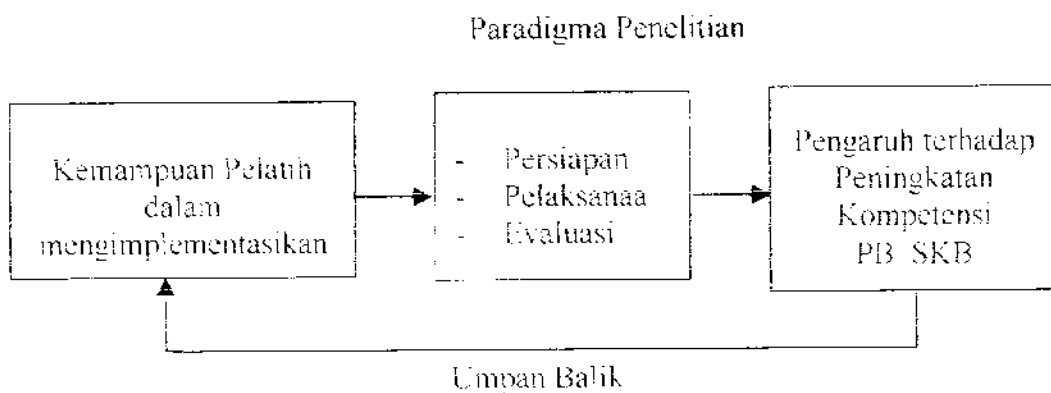 Paradigma Penelitian
Kemampuan Pelatih
dalam
mengimplementasikan
- Persiapan
- Pelaksanaa
- Evaluasi
Pengaruh terhadap
Peningkatan
Kompetensi
PB SKB
Umpan Balik